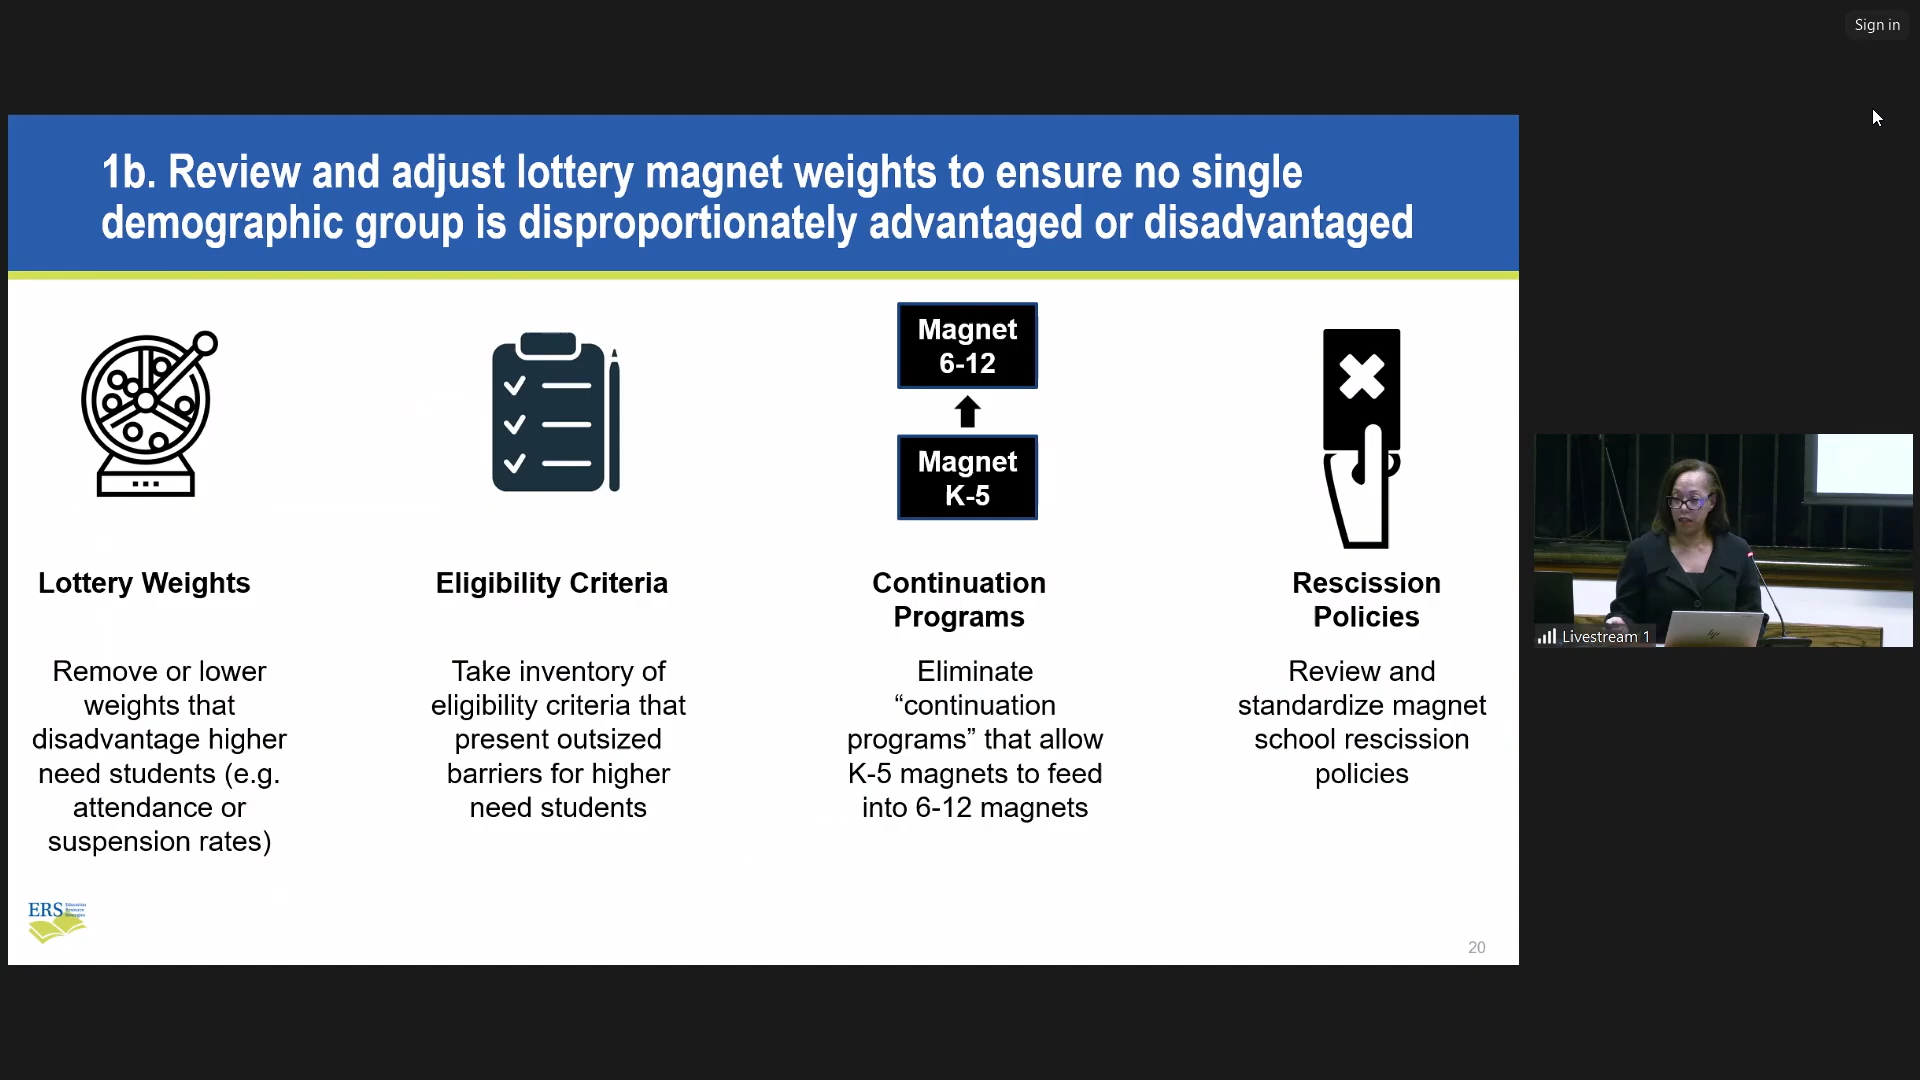 Sign in
1b. Review and adjust lottery magnet weights to ensure no single
demographic group is disproportionately advantaged or disadvantaged
Magnet
6-12
Magnet
K-5
Lottery Weights
Remove or lower
weights that
disadvantage higher
need students (e.g.
attendance or
suspension rates)
Eligibility Criteria
Take inventory of
eligibility criteria that
present outsized
barriers for higher
need students
Continuation
Programs
Eliminate
“continuation
programs” that allow
K-5 magnets to feed
into 6-12 magnets
Rescission
Policies
Review and
standardize magnet
school rescission
policies
ERS
Education
Resource
Strategies
20
Livestream 1
hp